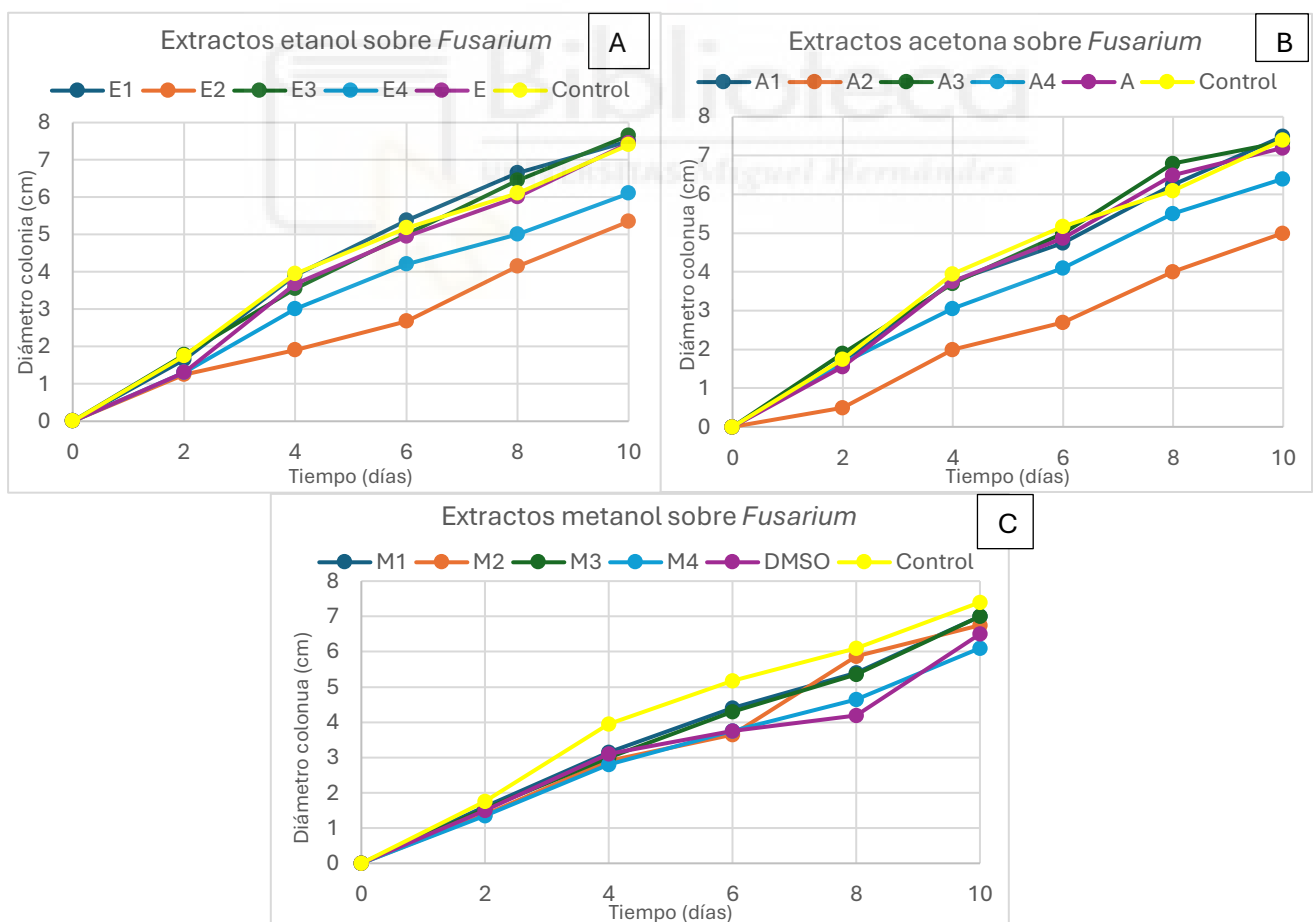 Biblioteca
UNIVERSITAS Miguel Hernández
Extractos etanol sobre Fusarium
A
E1 E2 E3 E4 E Control
Diámetro colonia (cm)
8
7
6
5
4
3
2
1
0
0 2 4 6 8 10
Tiempo (días)
Extractos acetona sobre Fusarium
B
A1 A2 A3 A4 A Control
Diámetro colonua (cm)
8
7
6
5
4
3
2
1
0
0 2 4 6 8 10
Tiempo (días)
Extractos metanol sobre Fusarium
C
M1 M2 M3 M4 DMSO Control
Diámetro colonua (cm)
8
7
6
5
4
3
2
1
0
0 2 4 6 8 10
Tiempo (días)